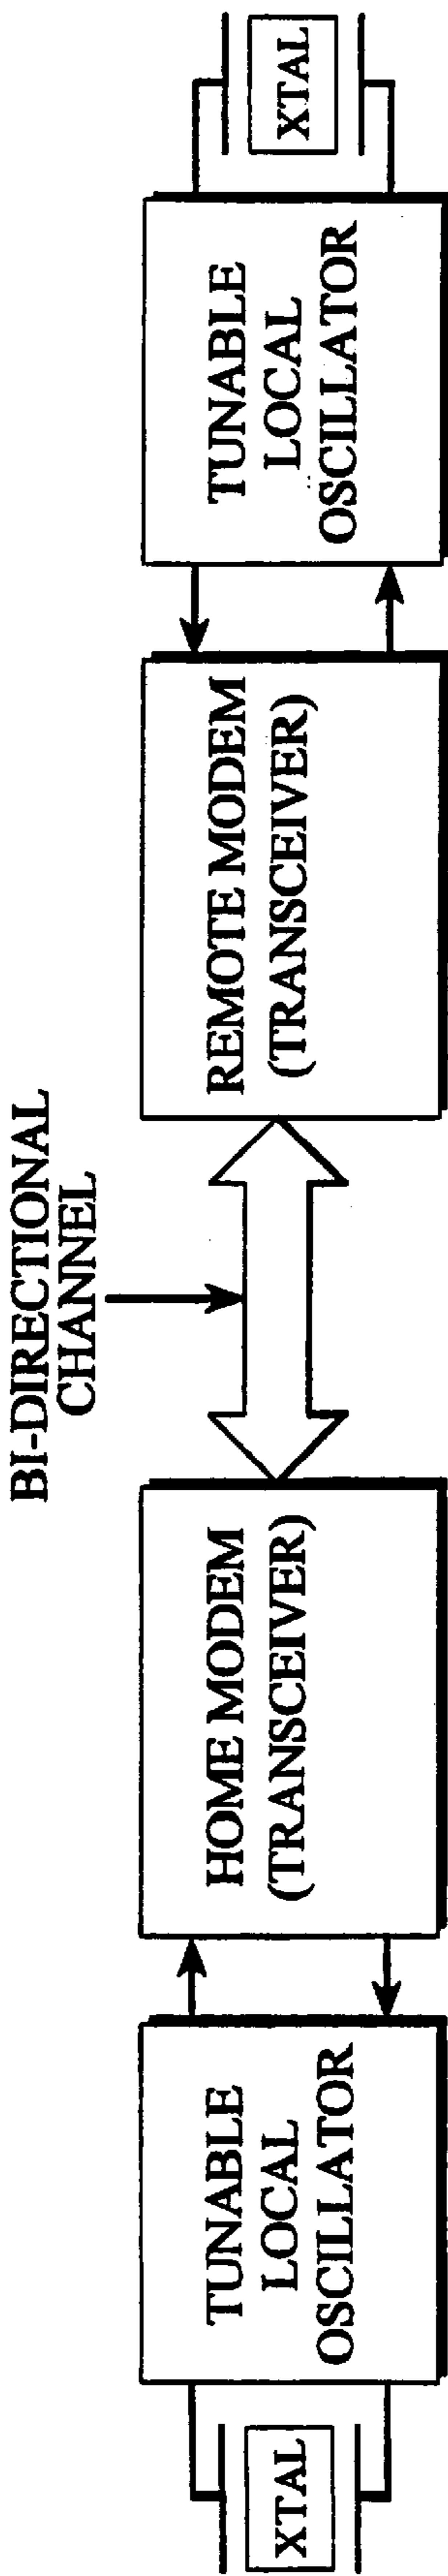 BI-DIRECTIONAL
CHANNEL
XTAL
TUNABLE
LOCAL
OSCILLATOR
HOME MODEM
(TRANSCEIVER)
REMOTE MODEM
(TRANSCEIVER)
TUNABLE
LOCAL
OSCILLATOR
XTAL